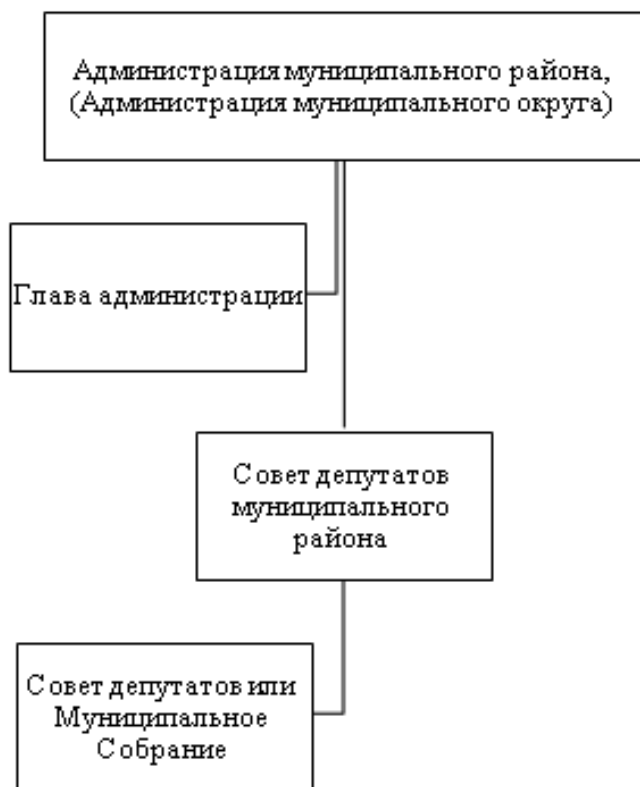 Администрация муниципального района,
(Администрация муниципального округа)
Глава администрации
Совет депутатов
муниципального
района
Совет депутатов или
Муниципальное
Собрание